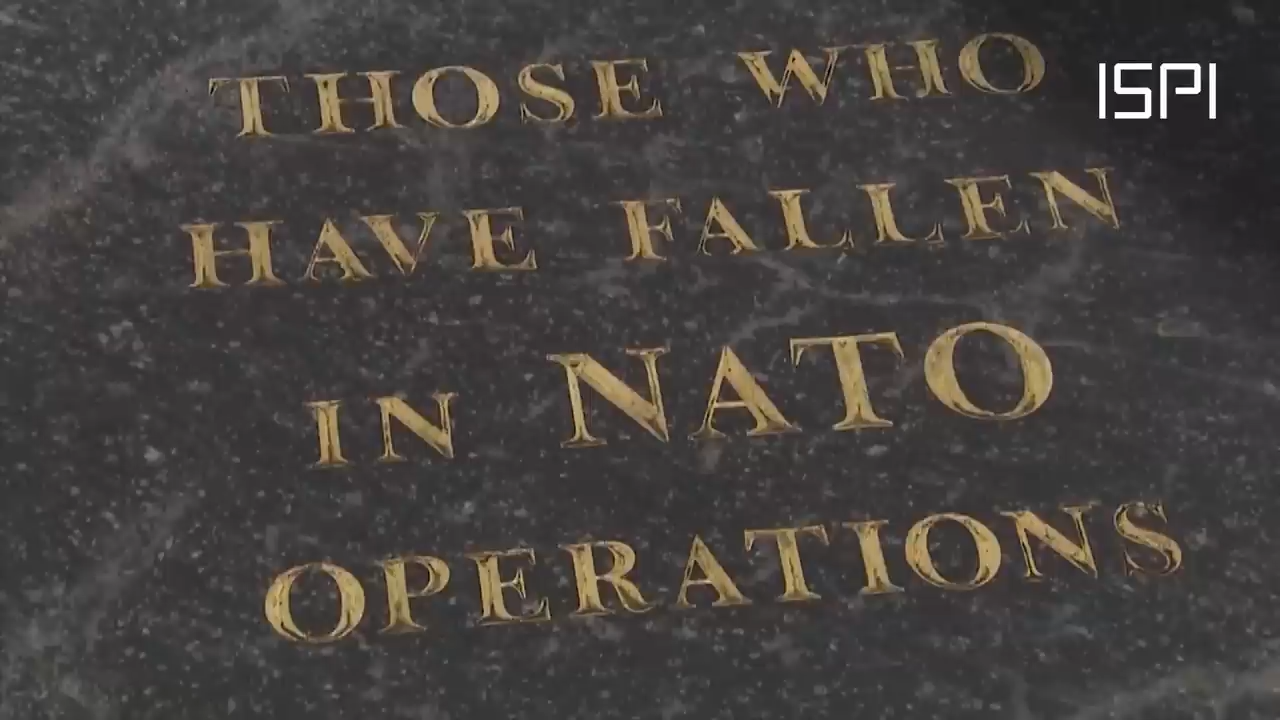 THOSE WHO
ISPI
HAVE FALLEN
IN NATO
OPERATIONS